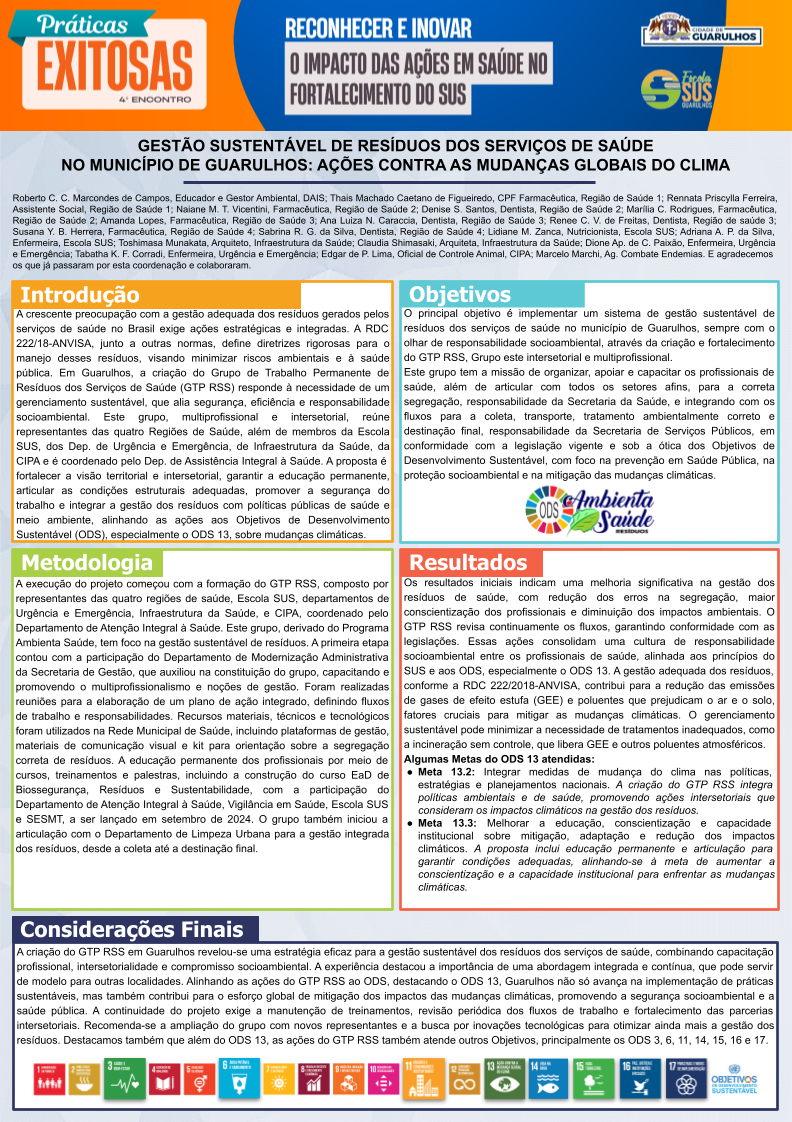 Práticas
EXITOSAS
4º ENCONTRO
RECONHECER E INOVAR
O IMPACTO DAS AÇÕES EM SAÚDE NO
FORTALECIMENTO DO SUS
CIDADE DE
GUARULHOS
Escola
SUS
GUARULHOS
GESTÃO SUSTENTÁVEL DE RESÍDUOS DOS SERVIÇOS DE SAÚDE
NO MUNICÍPIO DE GUARULHOS: AÇÕES CONTRA AS MUDANÇAS GLOBAIS DO CLIMA
Roberto C. C. Marcondes de Campos, Educador e Gestor Ambiental, DAIS; Thais Machado Caetano de Figueiredo, CPF Farmacêutica, Região de Saúde 1; Rennata Priscylla Ferreira,
Assistente Social, Região de Saúde 1; Naiane M. T. Vicentini, Farmacêutica, Região de Saúde 2; Denise S. Santos, Dentista, Região de Saúde 2; Marília C. Rodrigues, Farmacêutica,
Região de Saúde 2; Amanda Lopes, Farmacêutica, Região de Saúde 3; Ana Luiza N. Caraccia, Dentista, Região de Saúde 3; Renee C. V. de Freitas, Dentista, Região de saúde 3;
Susana Y. B. Herrera, Farmacêutica, Região de Saúde 4; Sabrina R. G. da Silva, Dentista, Região de Saúde 4; Lidiane M. Zanca, Nutricionista, Escola SUS; Adriana A. P. da Silva,
Enfermeira, Escola SUS; Toshimasa Munakata, Arquiteto, Infraestrutura da Saúde; Claudia Shimasaki, Arquiteta, Infraestrutura da Saúde; Dione Ap. de C. Paixão, Enfermeira, Urgência
e Emergência; Tabatha K. F. Corradi, Enfermeira, Urgência e Emergência; Edgar de P. Lima, Oficial de Controle Animal, CIPA; Marcelo Marchi, Ag. Combate Endemias. E agradecemos
os que já passaram por esta coordenação e colaboraram.
Introdução
A crescente preocupação com a gestão adequada dos resíduos gerados pelos
serviços de saúde no Brasil exige ações estratégicas e integradas. A RDC
222/18-ANVISA, junto a outras normas, define diretrizes rigorosas para o
manejo desses resíduos, visando minimizar riscos ambientais e à saúde
pública. Em Guarulhos, a criação do Grupo de Trabalho Permanente de
Resíduos dos Serviços de Saúde (GTP RSS) responde à necessidade de um
gerenciamento sustentável, que alia segurança, eficiência e responsabilidade
socioambiental. Este grupo, multiprofissional e intersetorial, reúne
representantes das quatro Regiões de Saúde, além de membros da Escola
SUS, dos Dep. de Urgência e Emergência, de Infraestrutura da Saúde, da
CIPA e é coordenado pelo Dep. de Assistência Integral à Saúde. A proposta é
fortalecer a visão territorial e intersetorial, garantir a educação permanente,
articular as condições estruturais adequadas, promover a segurança do
trabalho e integrar a gestão dos resíduos com políticas públicas de saúde e
meio ambiente, alinhando as ações aos Objetivos de Desenvolvimento
Sustentável (ODS), especialmente o ODS 13, sobre mudanças climáticas.
Objetivos
O principal objetivo é implementar um sistema de gestão sustentável de
resíduos dos serviços de saúde no município de Guarulhos, sempre com o
olhar de responsabilidade socioambiental, através da criação e fortalecimento
do GTP RSS, Grupo este intersetorial e multiprofissional.
Este grupo tem a missão de organizar, apoiar e capacitar os profissionais de
saúde, além de articular com todos os setores afins, para a correta
segregação, responsabilidade da Secretaria da Saúde, e integrando com os
fluxos para a coleta, transporte, tratamento ambientalmente correto e
destinação final, responsabilidade da Secretaria de Serviços Públicos, em
conformidade com a legislação vigente e sob a ótica dos Objetivos de
Desenvolvimento Sustentável, com foco na prevenção em Saúde Pública, na
proteção socioambiental e na mitigação das mudanças climáticas.
ODS
Ambienta
Saúde
RESÍDUOS
Metodologia
A execução do projeto começou com a formação do GTP RSS, composto por
representantes das quatro regiões de saúde, Escola SUS, departamentos de
Urgência e Emergência, Infraestrutura da Saúde, e CIPA, coordenado pelo
Departamento de Atenção Integral à Saúde. Este grupo, derivado do Programa
Ambienta Saúde, tem foco na gestão sustentável de resíduos. A primeira etapa
contou com a participação do Departamento de Modernização Administrativa
da Secretaria de Gestão, que auxiliou na constituição do grupo, capacitando e
promovendo o multiprofissionalismo e noções de gestão. Foram realizadas
reuniões para a elaboração de um plano de ação integrado, definindo fluxos
de trabalho e responsabilidades. Recursos materiais, técnicos e tecnológicos
foram utilizados na Rede Municipal de Saúde, incluindo plataformas de gestão,
materiais de comunicação visual e kit para orientação sobre a segregação
correta de resíduos. A educação permanente dos profissionais por meio de
cursos, treinamentos e palestras, incluindo a construção do curso EaD de
Biossegurança, Resíduos e Sustentabilidade, com a participação do
Departamento de Atenção Integral à Saúde, Vigilância em Saúde, Escola SUS
e SESMT, a ser lançado em setembro de 2024. O grupo também iniciou a
articulação com o Departamento de Limpeza Urbana para a gestão integrada
dos resíduos, desde a coleta até a destinação final.
Resultados
Os resultados iniciais indicam uma melhoria significativa na gestão dos
resíduos de saúde, com redução dos erros na segregação, maior
conscientização dos profissionais e diminuição dos impactos ambientais. O
GTP RSS revisa continuamente os fluxos, garantindo conformidade com as
legislações. Essas ações consolidam uma cultura de responsabilidade
socioambiental entre os profissionais de saúde, alinhada aos princípios do
SUS e aos ODS, especialmente o ODS 13. A gestão adequada dos resíduos,
conforme a RDC 222/2018-ANVISA, contribui para a redução das emissões
de gases de efeito estufa (GEE) e poluentes que prejudicam o ar e o solo,
fatores cruciais para mitigar as mudanças climáticas. O gerenciamento
sustentável pode minimizar a necessidade de tratamentos inadequados, como
a incineração sem controle, que libera GEE e outros poluentes atmosféricos.
Algumas Metas do ODS 13 atendidas:
● Meta 13.2: Integrar medidas de mudança do clima nas políticas,
estratégias e planejamentos nacionais. A criação do GTP RSS integra
políticas ambientais e de saúde, promovendo ações intersetoriais que
consideram os impactos climáticos na gestão dos resíduos.
● Meta 13.3: Melhorar a educação, conscientização e capacidade
institucional sobre mitigação, adaptação e redução dos impactos
climáticos. A proposta inclui educação permanente e articulação para
garantir condições adequadas, alinhando-se à meta de aumentar a
conscientização e a capacidade institucional para enfrentar as mudanças
climáticas.
Considerações Finais
A criação do GTP RSS em Guarulhos revelou-se uma estratégia eficaz para a gestão sustentável dos resíduos dos serviços de saúde, combinando capacitação
profissional, intersetorialidade e compromisso socioambiental. A experiência destacou a importância de uma abordagem integrada e contínua, que pode servir
de modelo para outras localidades. Alinhando as ações do GTP RSS ao ODS, destacando o ODS 13, Guarulhos não só avança na implementação de práticas
sustentáveis, mas também contribui para o esforço global de mitigação dos impactos das mudanças climáticas, promovendo a segurança socioambiental e a
saúde pública. A continuidade do projeto exige a manutenção de treinamentos, revisão periódica dos fluxos de trabalho e fortalecimento das parcerias
intersetoriais. Recomenda-se a ampliação do grupo com novos representantes e a busca por inovações tecnológicas para otimizar ainda mais a gestão dos
resíduos. Destacamos também que além do ODS 13, as ações do GTP RSS também atende outros Objetivos, principalmente os ODS 3, 6, 11, 14, 15, 16 e 17.
1 2 3 4 5 6 7 8 9 10 11 12 13 14 15 16 17
OBJETIVOS
DE DESENVOLVIMENTO
SUSTENTÁVEL